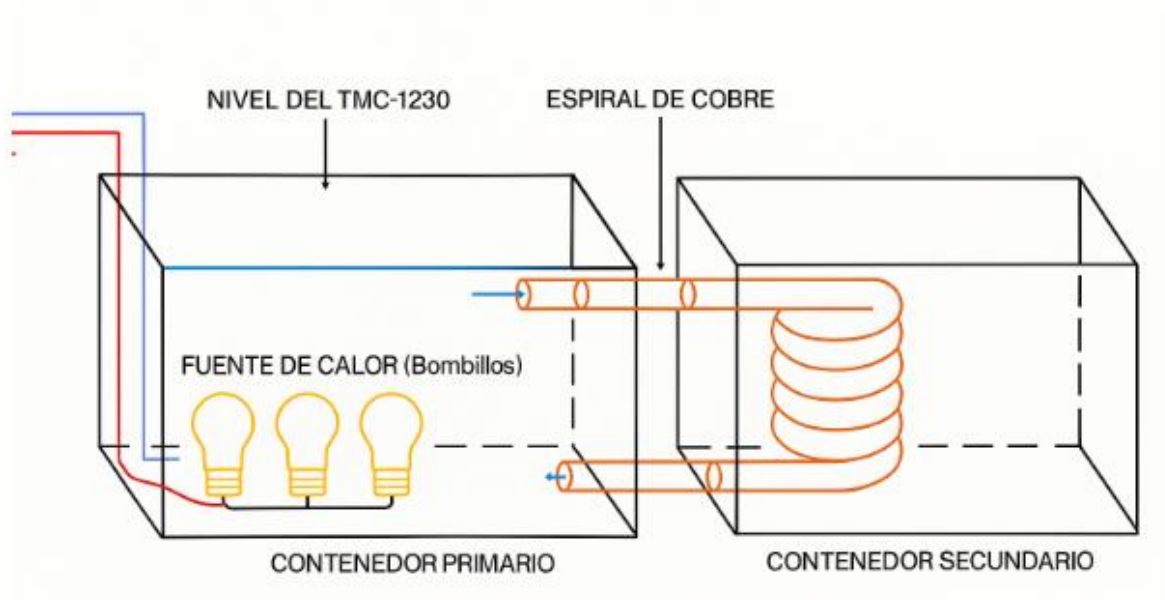 NIVEL DEL TMC-1230
ESPIRAL DE COBRE
FUENTE DE CALOR (Bombillos)
CONTENEDOR PRIMARIO
CONTENEDOR SECUNDARIO